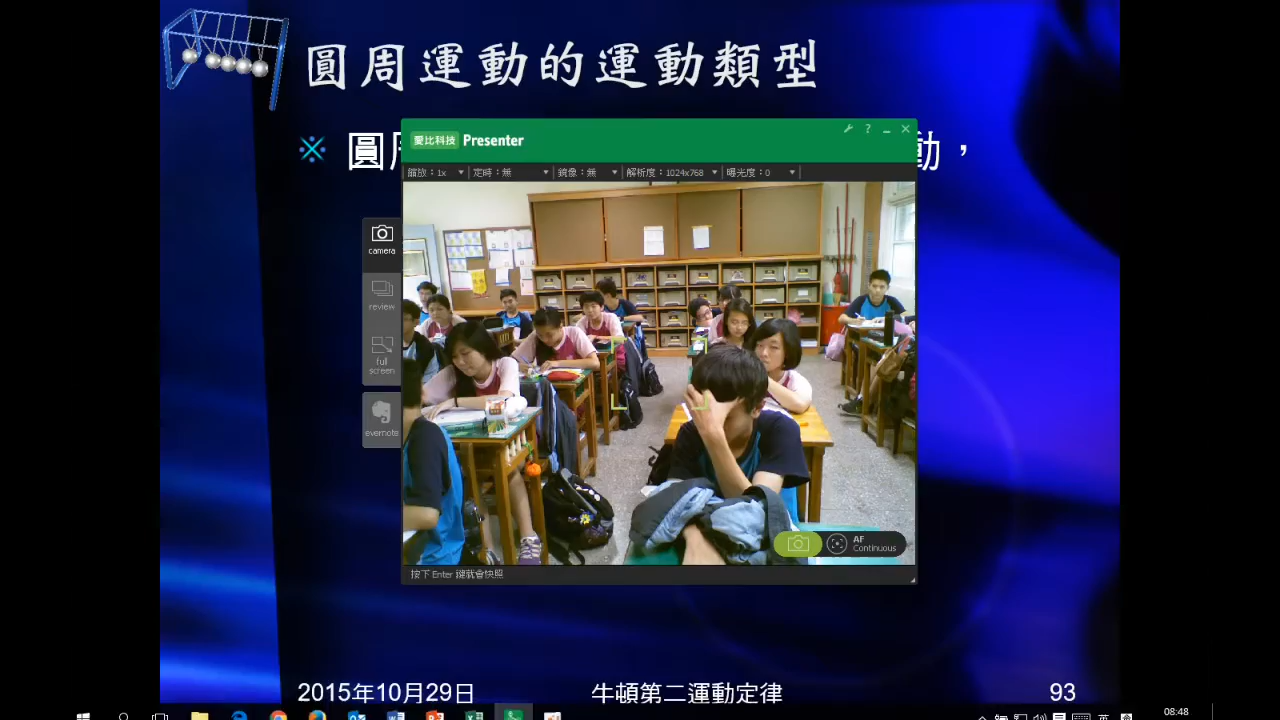 圓周運動的運動類型
※ 圓周
動，
愛比科技 Presenter
縮放：1x
定時：無
鏡像：無
解析度：1024x768
曝光度：0
camera
review
full
screen
evernote
AF
Continuous
按下 Enter 鍵就會快照
2015年10月29日
牛頓第二運動定律
93
08:48